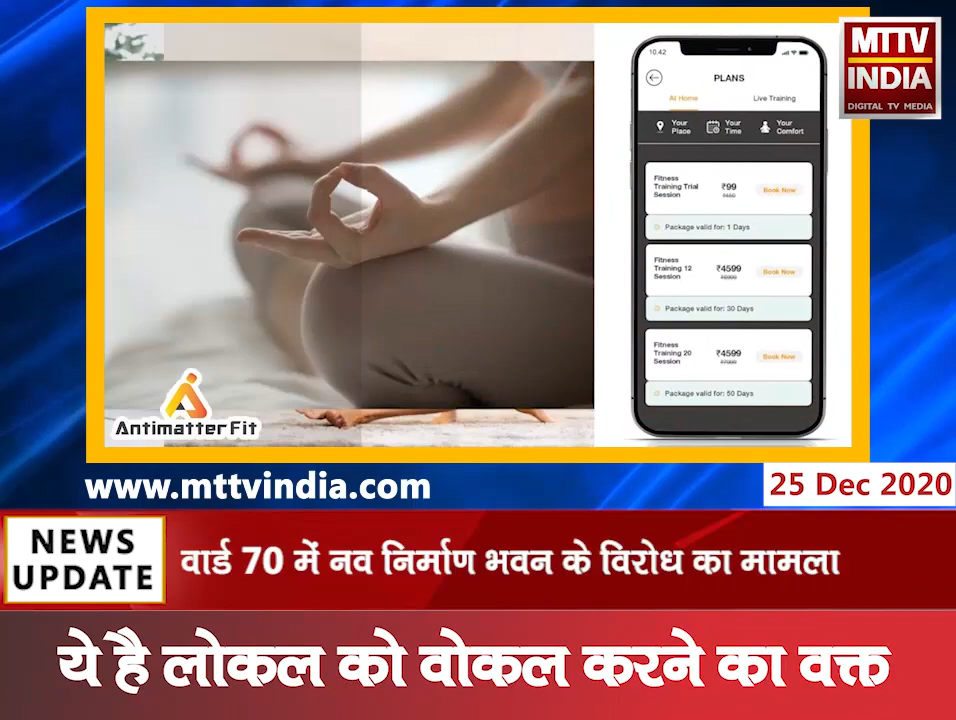 10.42
PLANS
At Home Live Training
Your Place Your Time Your Comfort
Fitness Training Trial Session ₹99 Book Now
Package valid for: 1 Days
Fitness Training 12 Session ₹4599 Book Now
Package valid for: 30 Days
Fitness Training 20 Session ₹4599 Book Now
Package valid for: 50 Days
MTTV
INDIA
DIGITAL TV MEDIA
Antimatter Fit
www.mttvindia.com
25 Dec 2020
NEWS
UPDATE
वार्ड 70 में नव निर्माण भवन के विरोध का मामला
ये है लोकल को वोकल करने का वक्त